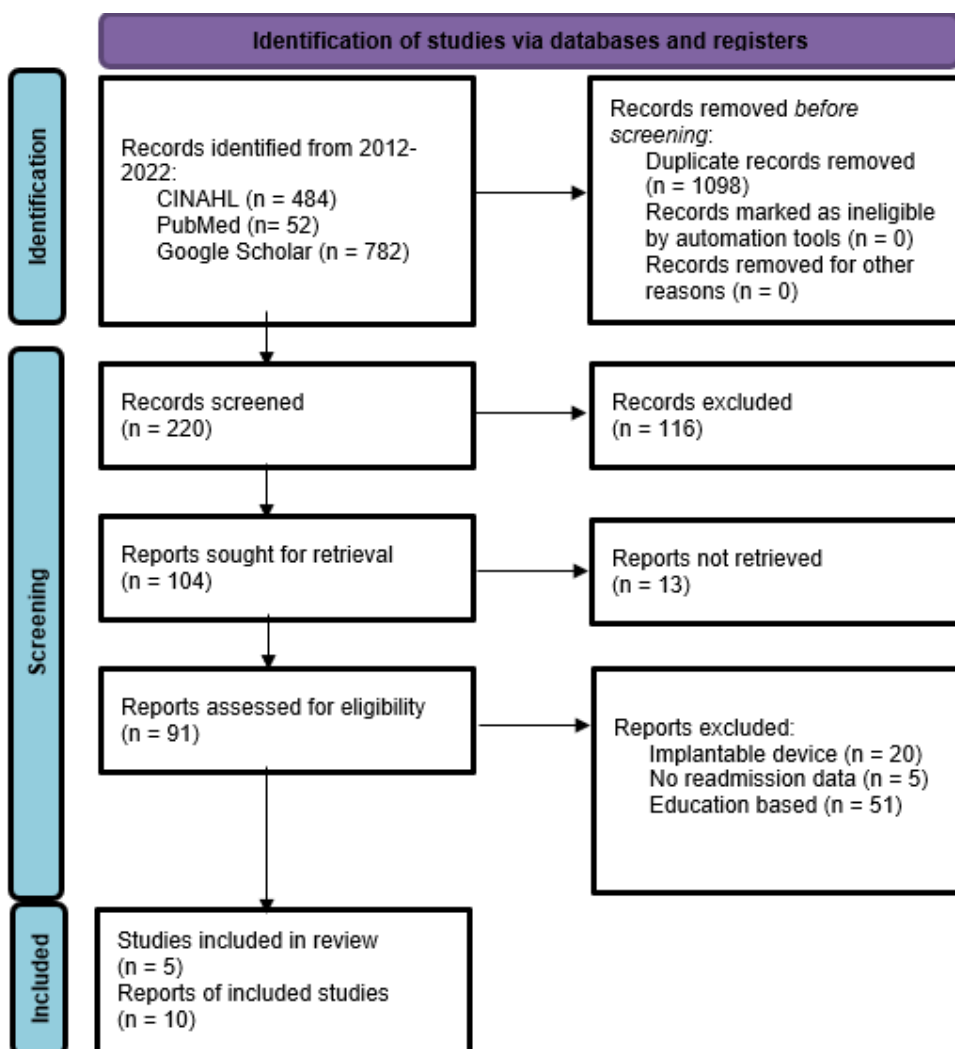 Identification of studies via databases and registers
Identification
Records identified from 2012-
2022:
CINAHL (n = 484)
PubMed (n= 52)
Google Scholar (n = 782)
Records removed before
screening:
Duplicate records removed
(n = 1098)
Records marked as ineligible
by automation tools (n = 0)
Records removed for other
reasons (n = 0)
Screening
Records screened
(n = 220)
Records excluded
(n = 116)
Reports sought for retrieval
(n = 104)
Reports not retrieved
(n = 13)
Reports assessed for eligibility
(n = 91)
Reports excluded:
Implantable device (n = 20)
No readmission data (n = 5)
Education based (n = 51)
Included
Studies included in review
(n = 5)
Reports of included studies
(n = 10)